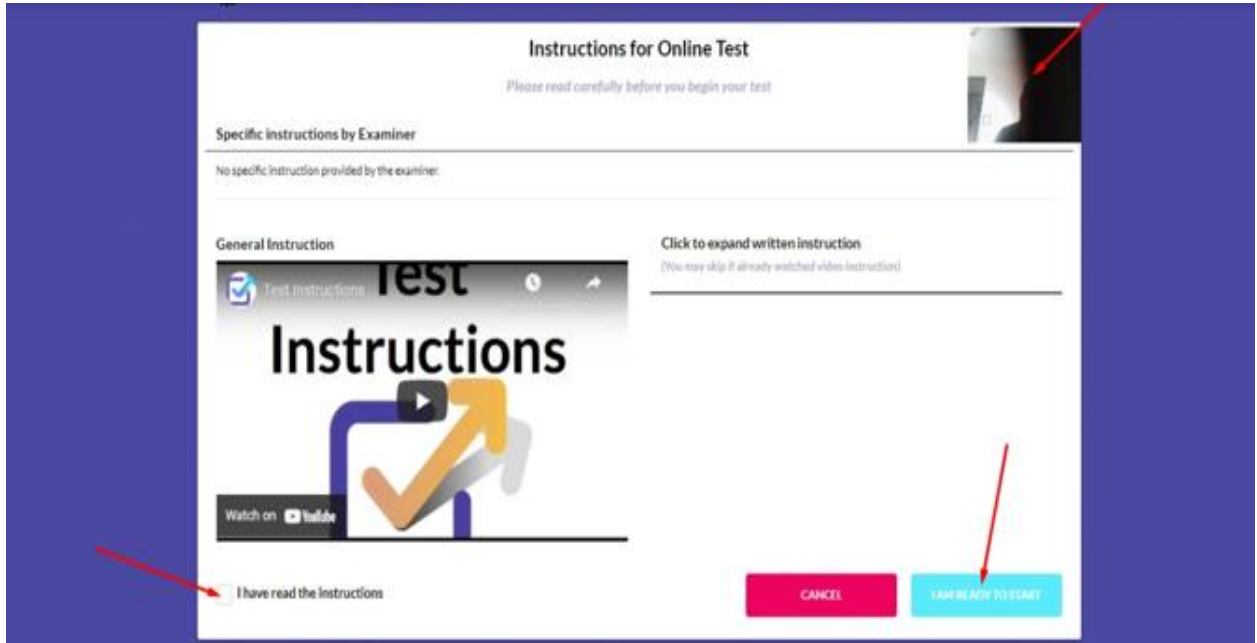 Instructions for Online Test
Please read carefully before you begin your test
Specific instructions by Examiner
No specific instruction provided by the examiner.
General Instruction
Click to expand written instruction
(You may skip if already watched video instruction)
Test Instructions
Test
Instructions
Watch on YouTube
I have read the instructions
CANCEL
I AM READY TO START